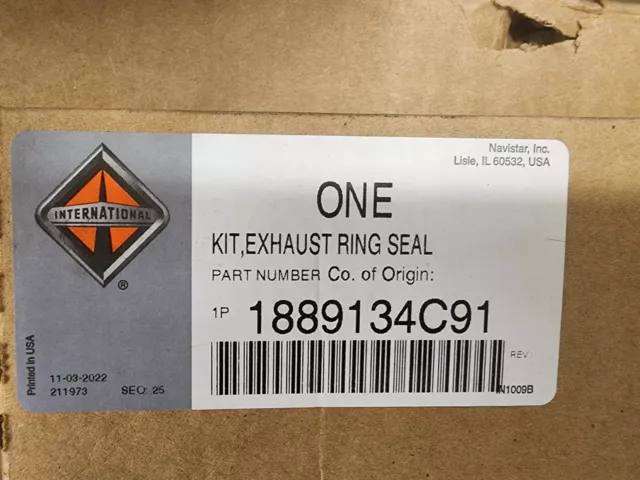 Navistar, Inc.
Lisle, IL 60532, USA
INTERNATIONAL
®
ONE
KIT,EXHAUST RING SEAL
PART NUMBER Co. of Origin:
1P 1889134C91
REV
N1009B
Printed in USA
11-03-2022
211973 SEQ: 25